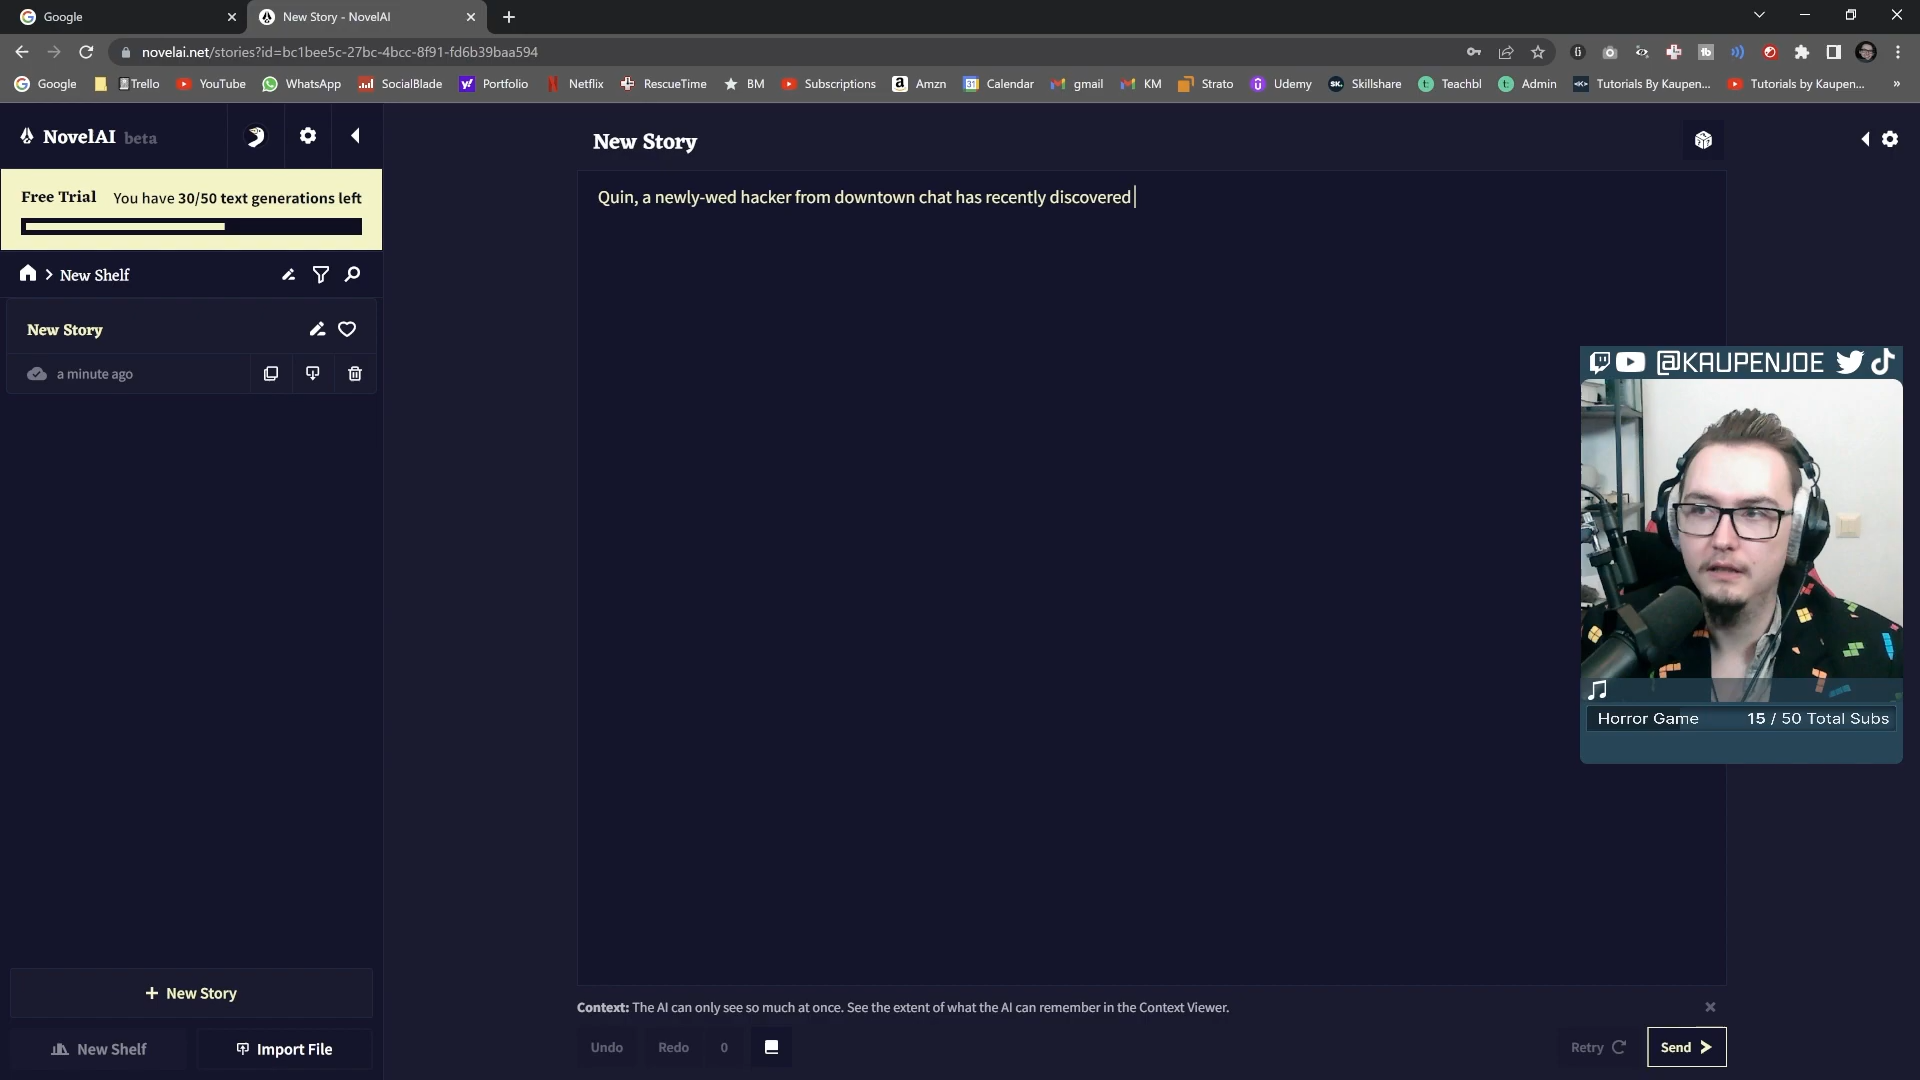 Google
New Story - NovelAI
novelai.net/stories?id=bc1bee5c-27bc-4bcc-8f91-fd6b39baa594
Google Trello YouTube WhatsApp SocialBlade Portfolio Netflix RescueTime BM Subscriptions Amzn Calendar gmail KM Strato Udemy Skillshare Teachbl Admin Tutorials By Kaupen... Tutorials by Kaupen... »
NovelAI beta
Free Trial You have 30/50 text generations left
New Shelf
New Story
a minute ago
+ New Story
New Shelf
Import File
New Story
Quin, a newly-wed hacker from downtown chat has recently discovered
@KAUPENJOE
Horror Game 15 / 50 Total Subs
Context: The AI can only see so much at once. See the extent of what the AI can remember in the Context Viewer.
Undo Redo 0
Retry Send